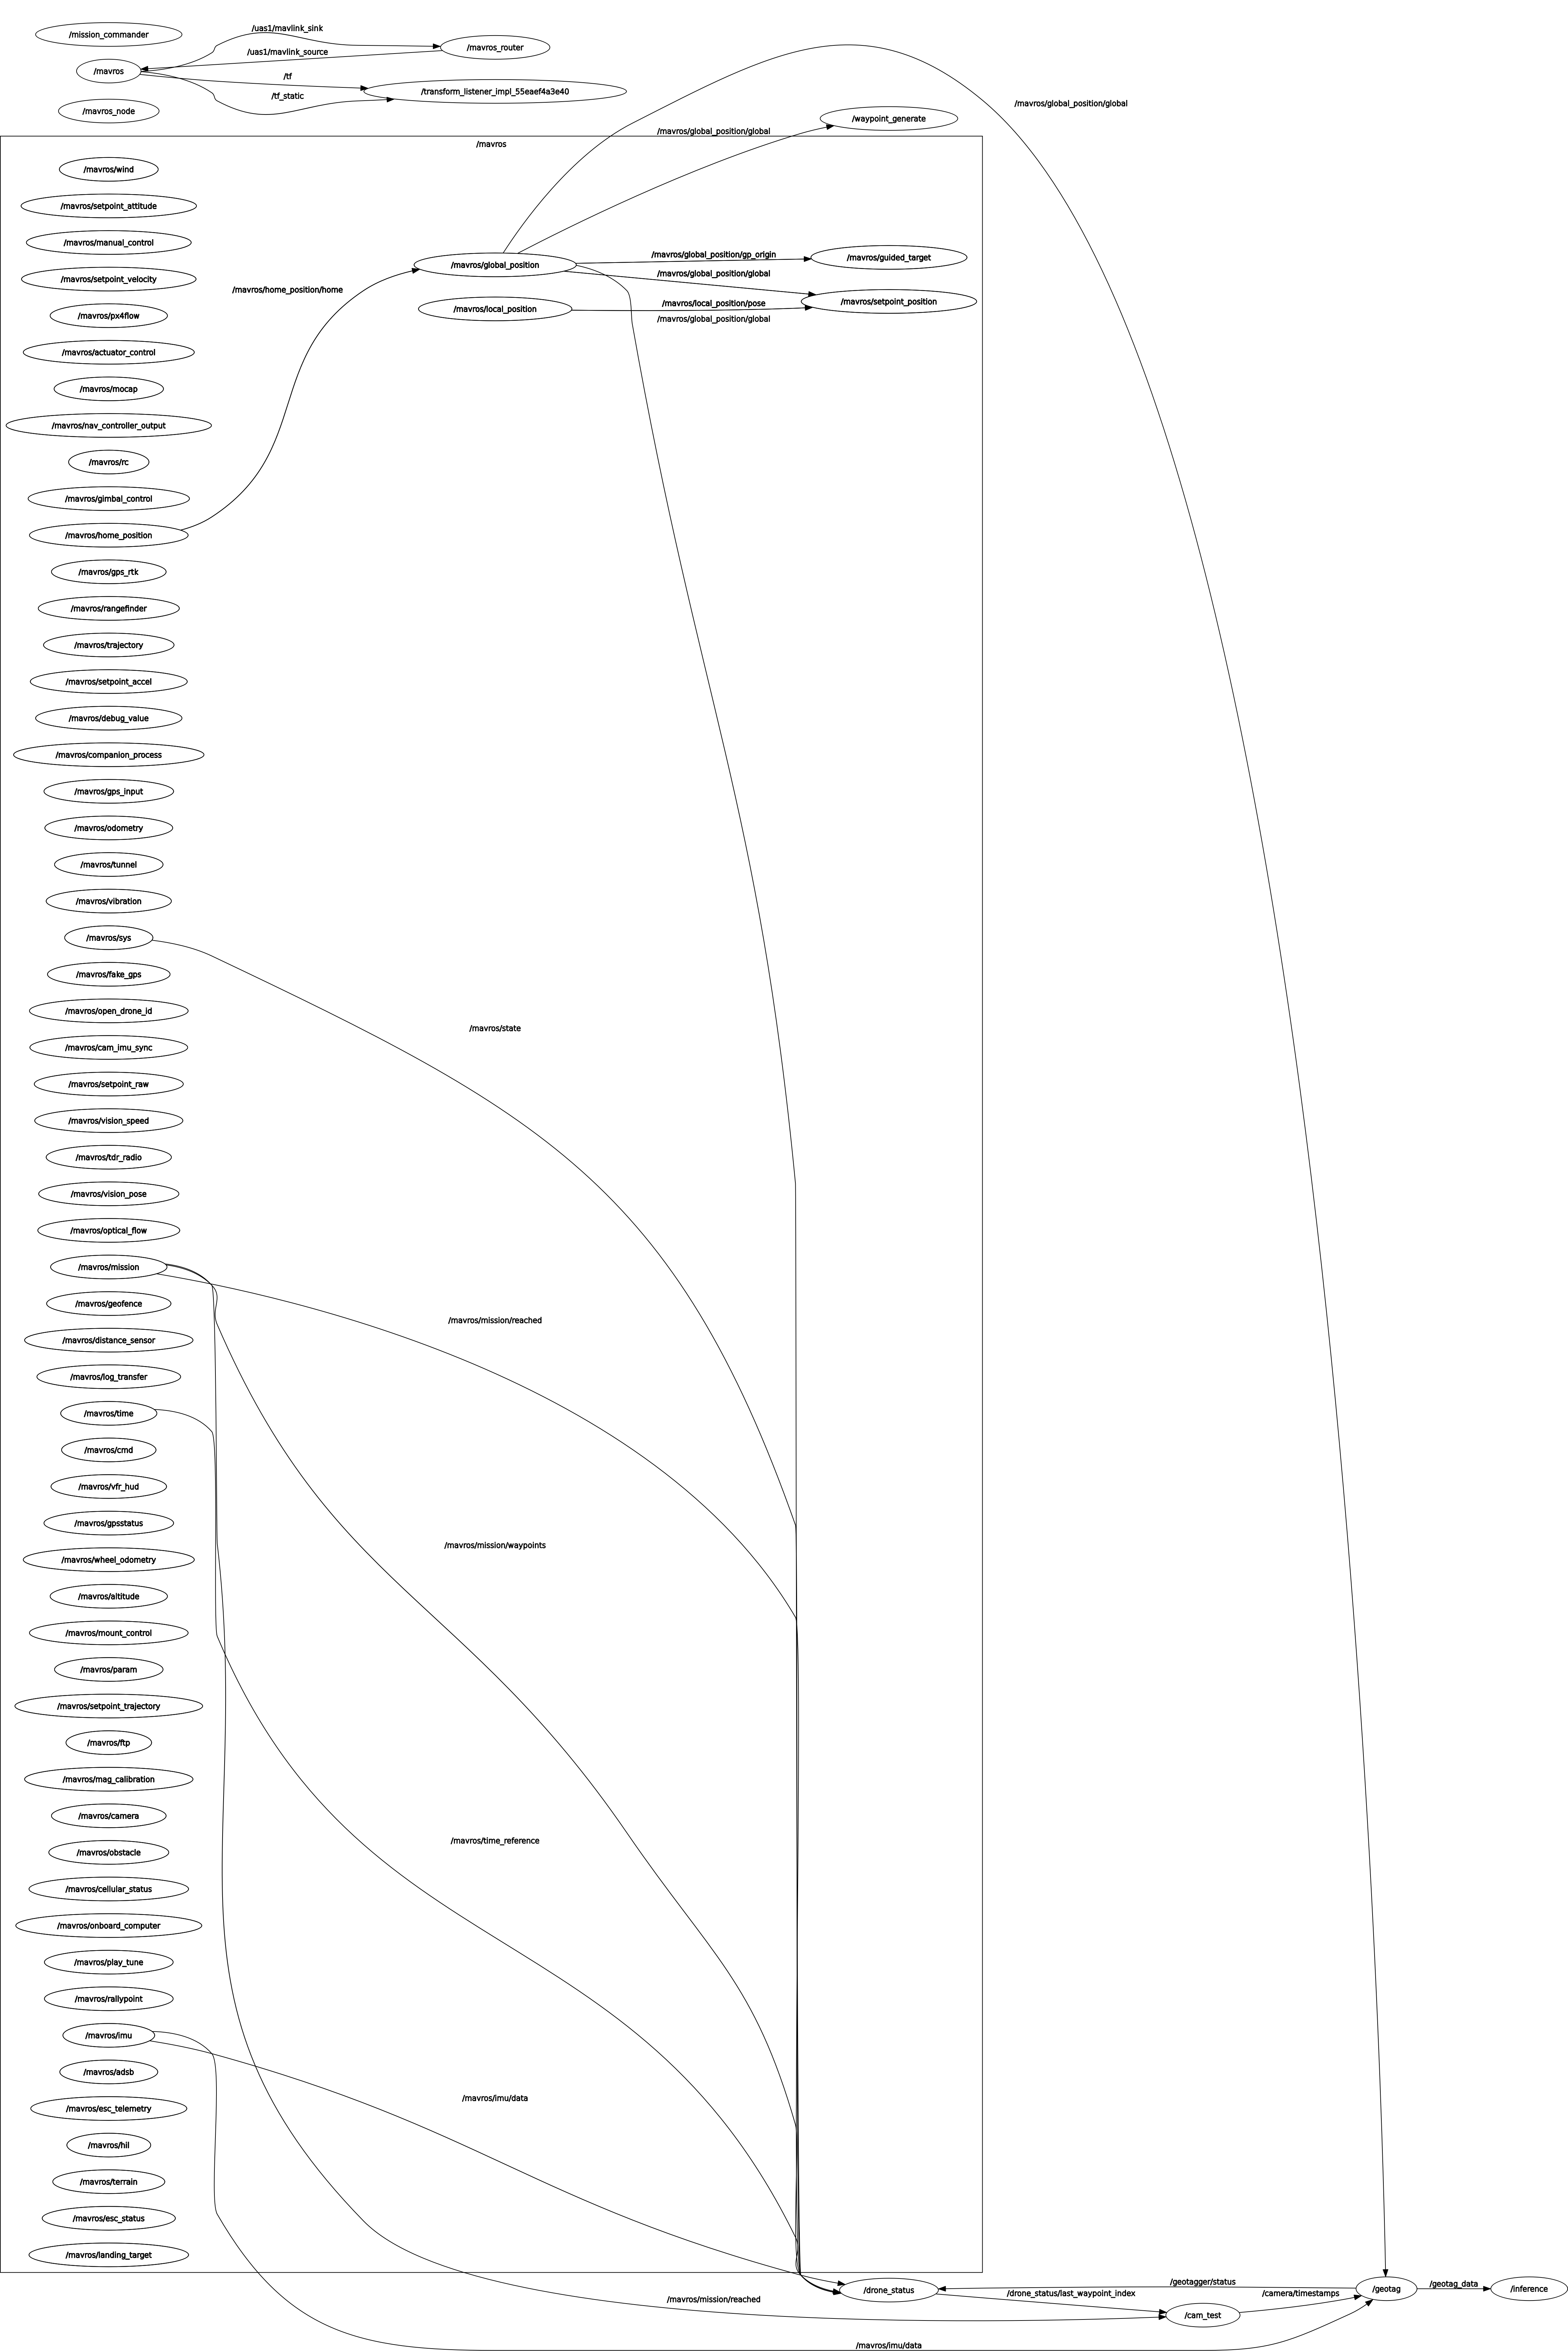 /mission_commander
/uas1/mavlink_sink
/mavros_router
/uas1/mavlink_source
/mavros
/tf
/transform_listener_impl_55eaef4a3e40
/tf_static
/mavros_node
/mavros/global_position/global
/waypoint_generate
/mavros/global_position/global
/mavros
/mavros/wind
/mavros/setpoint_attitude
/mavros/manual_control
/mavros/global_position/gp_origin
/mavros/guided_target
/mavros/global_position
/mavros/global_position/global
/mavros/setpoint_velocity
/mavros/home_position/home
/mavros/setpoint_position
/mavros/local_position/pose
/mavros/local_position
/mavros/global_position/global
/mavros/px4flow
/mavros/actuator_control
/mavros/mocap
/mavros/nav_controller_output
/mavros/rc
/mavros/gimbal_control
/mavros/home_position
/mavros/gps_rtk
/mavros/rangefinder
/mavros/trajectory
/mavros/setpoint_accel
/mavros/debug_value
/mavros/companion_process
/mavros/gps_input
/mavros/odometry
/mavros/tunnel
/mavros/vibration
/mavros/sys
/mavros/fake_gps
/mavros/open_drone_id
/mavros/state
/mavros/cam_imu_sync
/mavros/setpoint_raw
/mavros/vision_speed
/mavros/tdr_radio
/mavros/vision_pose
/mavros/optical_flow
/mavros/mission
/mavros/geofence
/mavros/mission/reached
/mavros/distance_sensor
/mavros/log_transfer
/mavros/time
/mavros/cmd
/mavros/vfr_hud
/mavros/gpsstatus
/mavros/mission/waypoints
/mavros/wheel_odometry
/mavros/altitude
/mavros/mount_control
/mavros/param
/mavros/setpoint_trajectory
/mavros/ftp
/mavros/mag_calibration
/mavros/camera
/mavros/time_reference
/mavros/obstacle
/mavros/cellular_status
/mavros/onboard_computer
/mavros/play_tune
/mavros/rallypoint
/mavros/imu
/mavros/adsb
/mavros/imu/data
/mavros/esc_telemetry
/mavros/hil
/mavros/terrain
/mavros/esc_status
/mavros/landing_target
/geotagger/status
/geotag_data
/drone_status
/geotag
/inference
/drone_status/last_waypoint_index
/camera/timestamps
/mavros/mission/reached
/cam_test
/mavros/imu/data